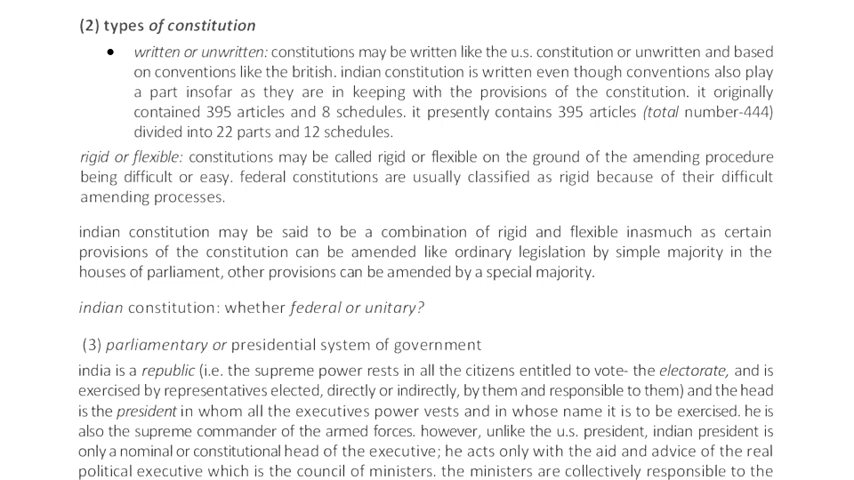 (2) types of constitution
• written or unwritten: constitutions may be written like the u.s. constitution or unwritten and based
on conventions like the british. indian constitution is written even though conventions also play
a part insofar as they are in keeping with the provisions of the constitution. it originally
contained 395 articles and 8 schedules. it presently contains 395 articles (total number-444)
divided into 22 parts and 12 schedules.
rigid or flexible: constitutions may be called rigid or flexible on the ground of the amending procedure
being difficult or easy. federal constitutions are usually classified as rigid because of their difficult
amending processes.
indian constitution may be said to be a combination of rigid and flexible inasmuch as certain
provisions of the constitution can be amended like ordinary legislation by simple majority in the
houses of parliament, other provisions can be amended by a special majority.
indian constitution: whether federal or unitary?
(3) parliamentary or presidential system of government
india is a republic (i.e. the supreme power rests in all the citizens entitled to vote- the electorate, and is
exercised by representatives elected, directly or indirectly, by them and responsible to them) and the head
is the president in whom all the executives power vests and in whose name it is to be exercised. he is
also the supreme commander of the armed forces. however, unlike the u.s. president, indian president is
only a nominal or constitutional head of the executive; he acts only with the aid and advice of the real
political executive which is the council of ministers. the ministers are collectively responsible to the